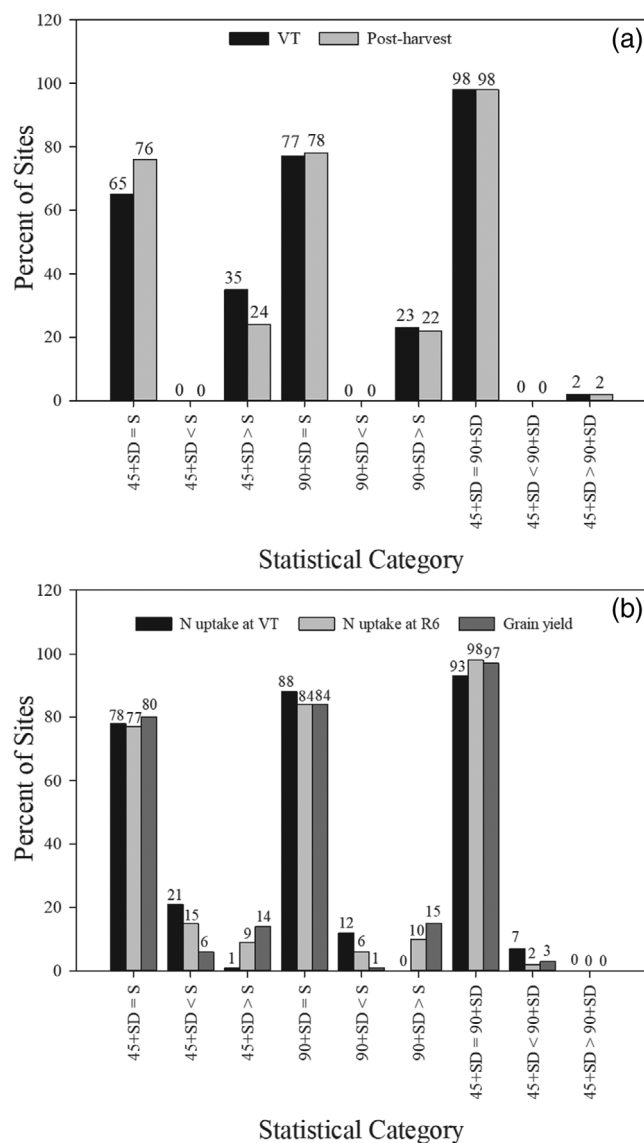 (a)
VT Post-harvest
Percent of Sites
120
100
80
60
40
20
0
65 76
0 0
35 24
77 78
0 0
23 22
98 98
0 0
2 2
45+SD = S
45+SD < S
45+SD > S
90+SD = S
90+SD < S
90+SD > S
45+SD = 90+SD
45+SD < 90+SD
45+SD > 90+SD
Statistical Category
(b)
N uptake at VT N uptake at R6 Grain yield
Percent of Sites
120
100
80
60
40
20
0
78 77 80
21 15 6
1 9 14
88 84 84
12 6 1
0 10 15
93 98 97
7 2 3
0 0 0
45+SD = S
45+SD < S
45+SD > S
90+SD = S
90+SD < S
90+SD > S
45+SD = 90+SD
45+SD < 90+SD
45+SD > 90+SD
Statistical Category